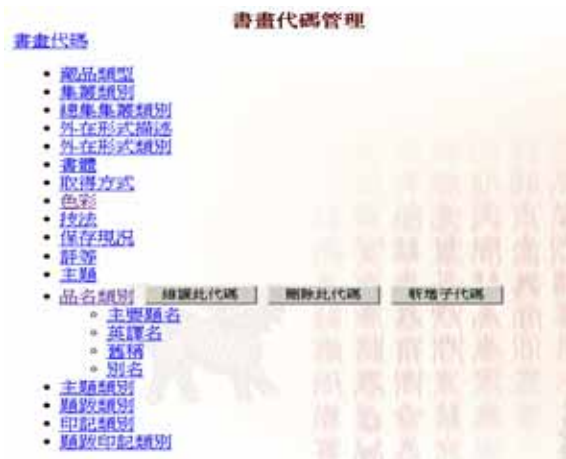 書畫代碼管理
書畫代碼
藏品類型
集叢類別
總集集叢類別
外在形式描述
外在形式類別
書體
取得方式
色彩
技法
保存現況
評等
主題
品名類別 維護此代碼 刪除此代碼 新增子代碼
主要題名
英譯名
舊稱
別名
主題類別
題跋類別
印記類別
題跋印記類別